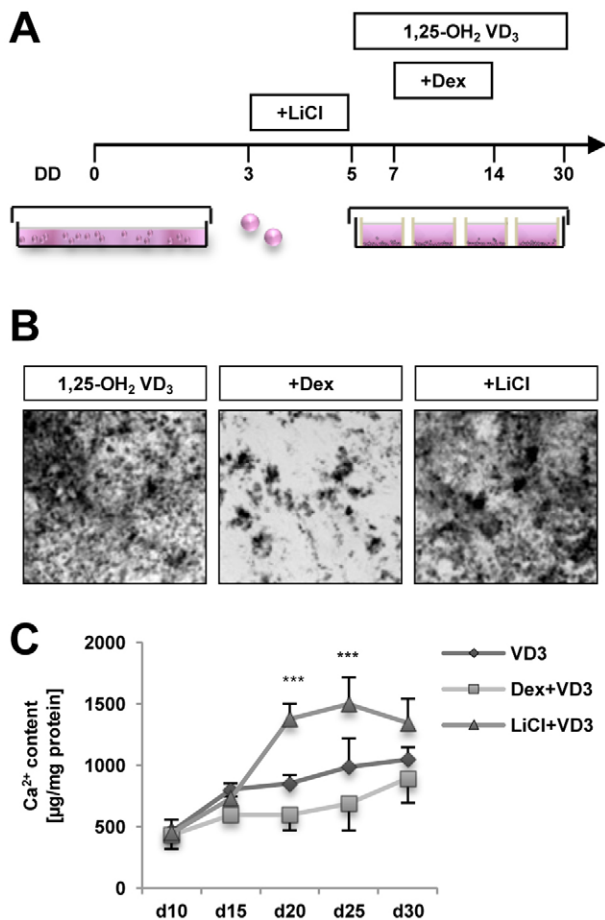 A
1,25-OH₂ VD₃
+Dex
+LiCl
DD 0 3 5 7 14 30
B
1,25-OH₂ VD₃ +Dex +LiCl
C
Ca²⁺ content
[µg/mg protein]
2000
1500
1000
500
0
*** ***
d10 d15 d20 d25 d30
VD3
Dex+VD3
LiCl+VD3